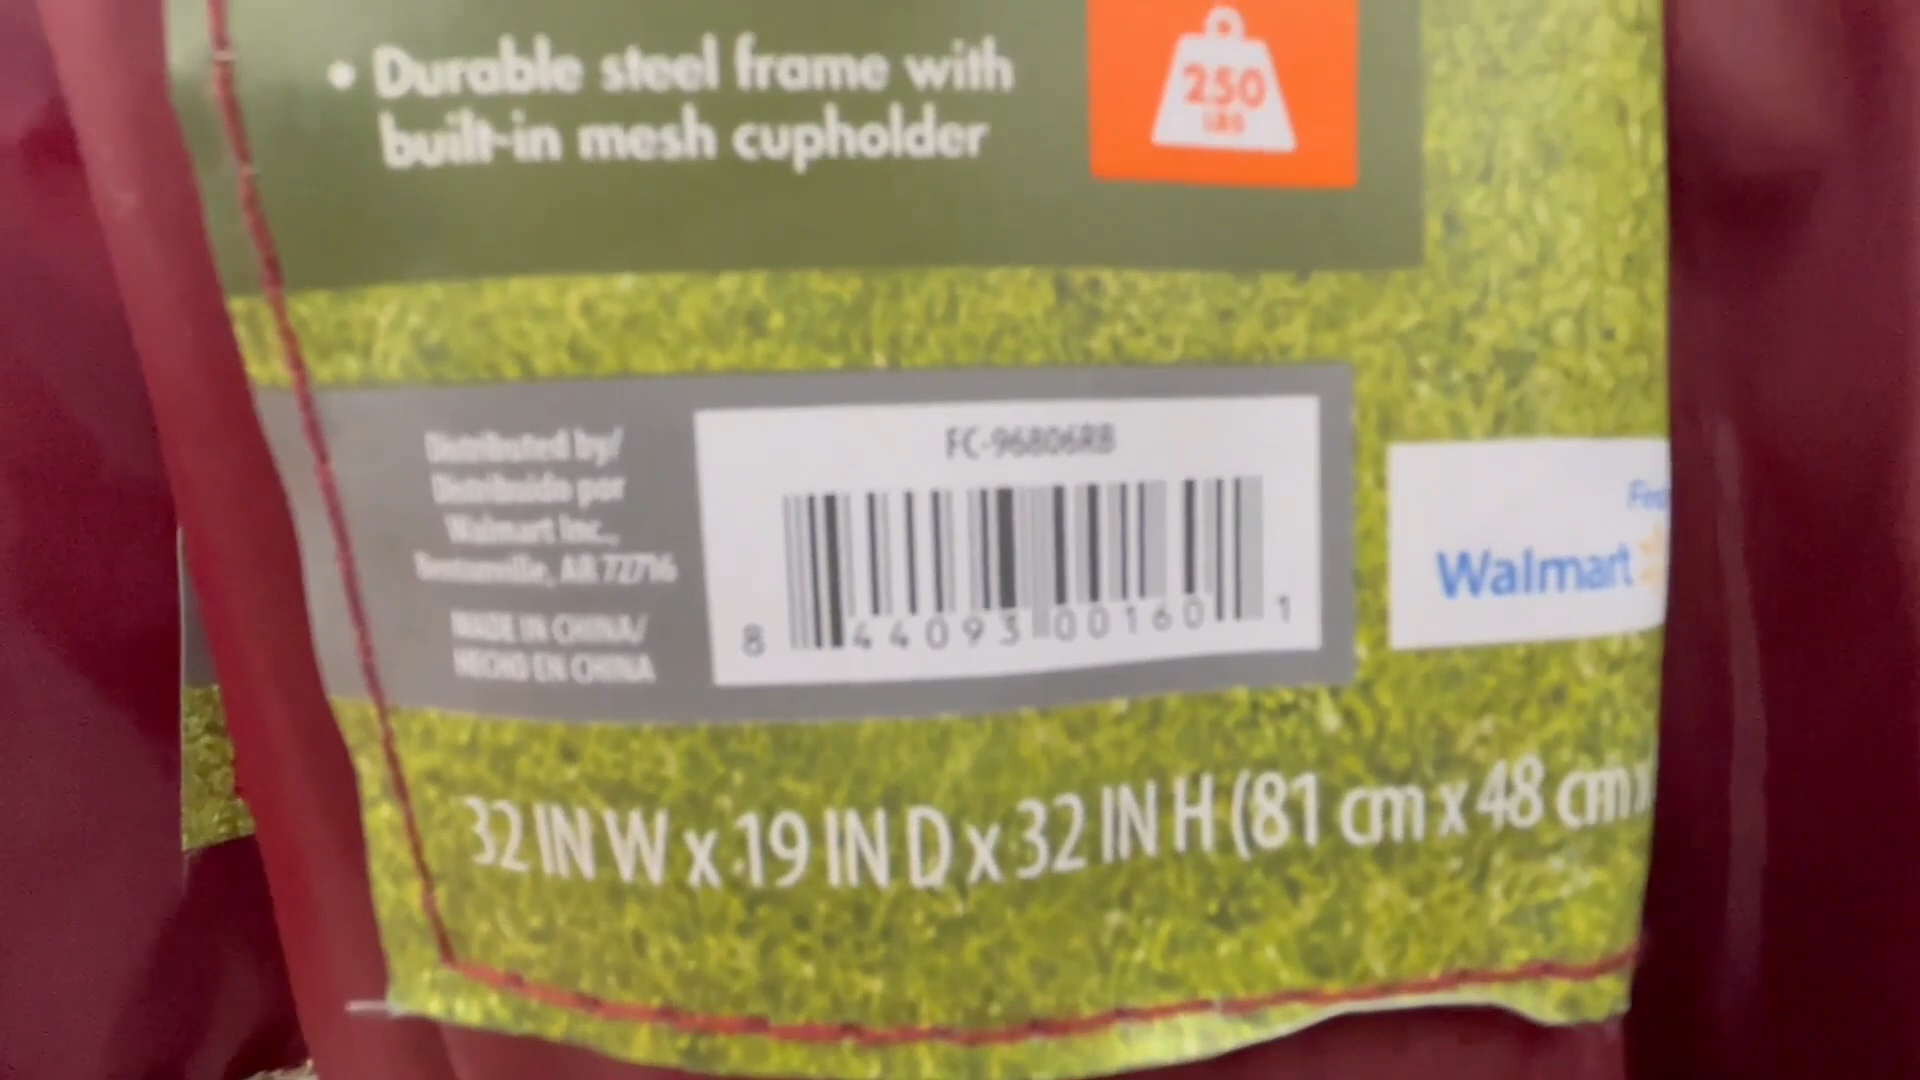 • Durable steel frame with
built-in mesh cupholder
250
LBS
Distributed by/
Distribuido por
Walmart Inc.,
Bentonville, AR 72716
MADE IN CHINA/
HECHO EN CHINA
FC-96806RB
8 44093 00160 1
Walmart
32 IN W x 19 IN D x 32 IN H (81 cm x 48 cm x